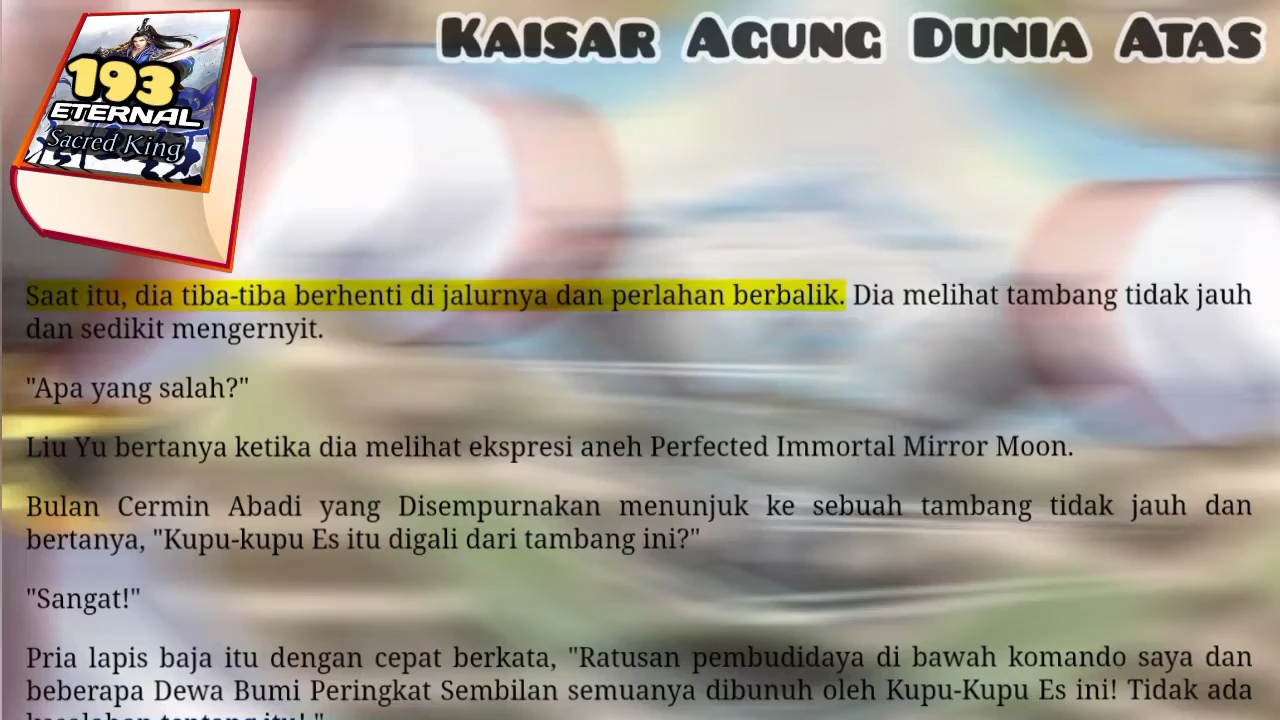 Kaisar Agung Dunia Atas
193
ETERNAL
Sacred King
Saat itu, dia tiba-tiba berhenti di jalurnya dan perlahan berbalik. Dia melihat tambang tidak jauh
dan sedikit mengernyit.
"Apa yang salah?"
Liu Yu bertanya ketika dia melihat ekspresi aneh Perfected Immortal Mirror Moon.
Bulan Cermin Abadi yang Disempurnakan menunjuk ke sebuah tambang tidak jauh dan
bertanya, "Kupu-kupu Es itu digali dari tambang ini?"
"Sangat!"
Pria lapis baja itu dengan cepat berkata, "Ratusan pembudidaya di bawah komando saya dan
beberapa Dewa Bumi Peringkat Sembilan semuanya dibunuh oleh Kupu-Kupu Es ini! Tidak ada